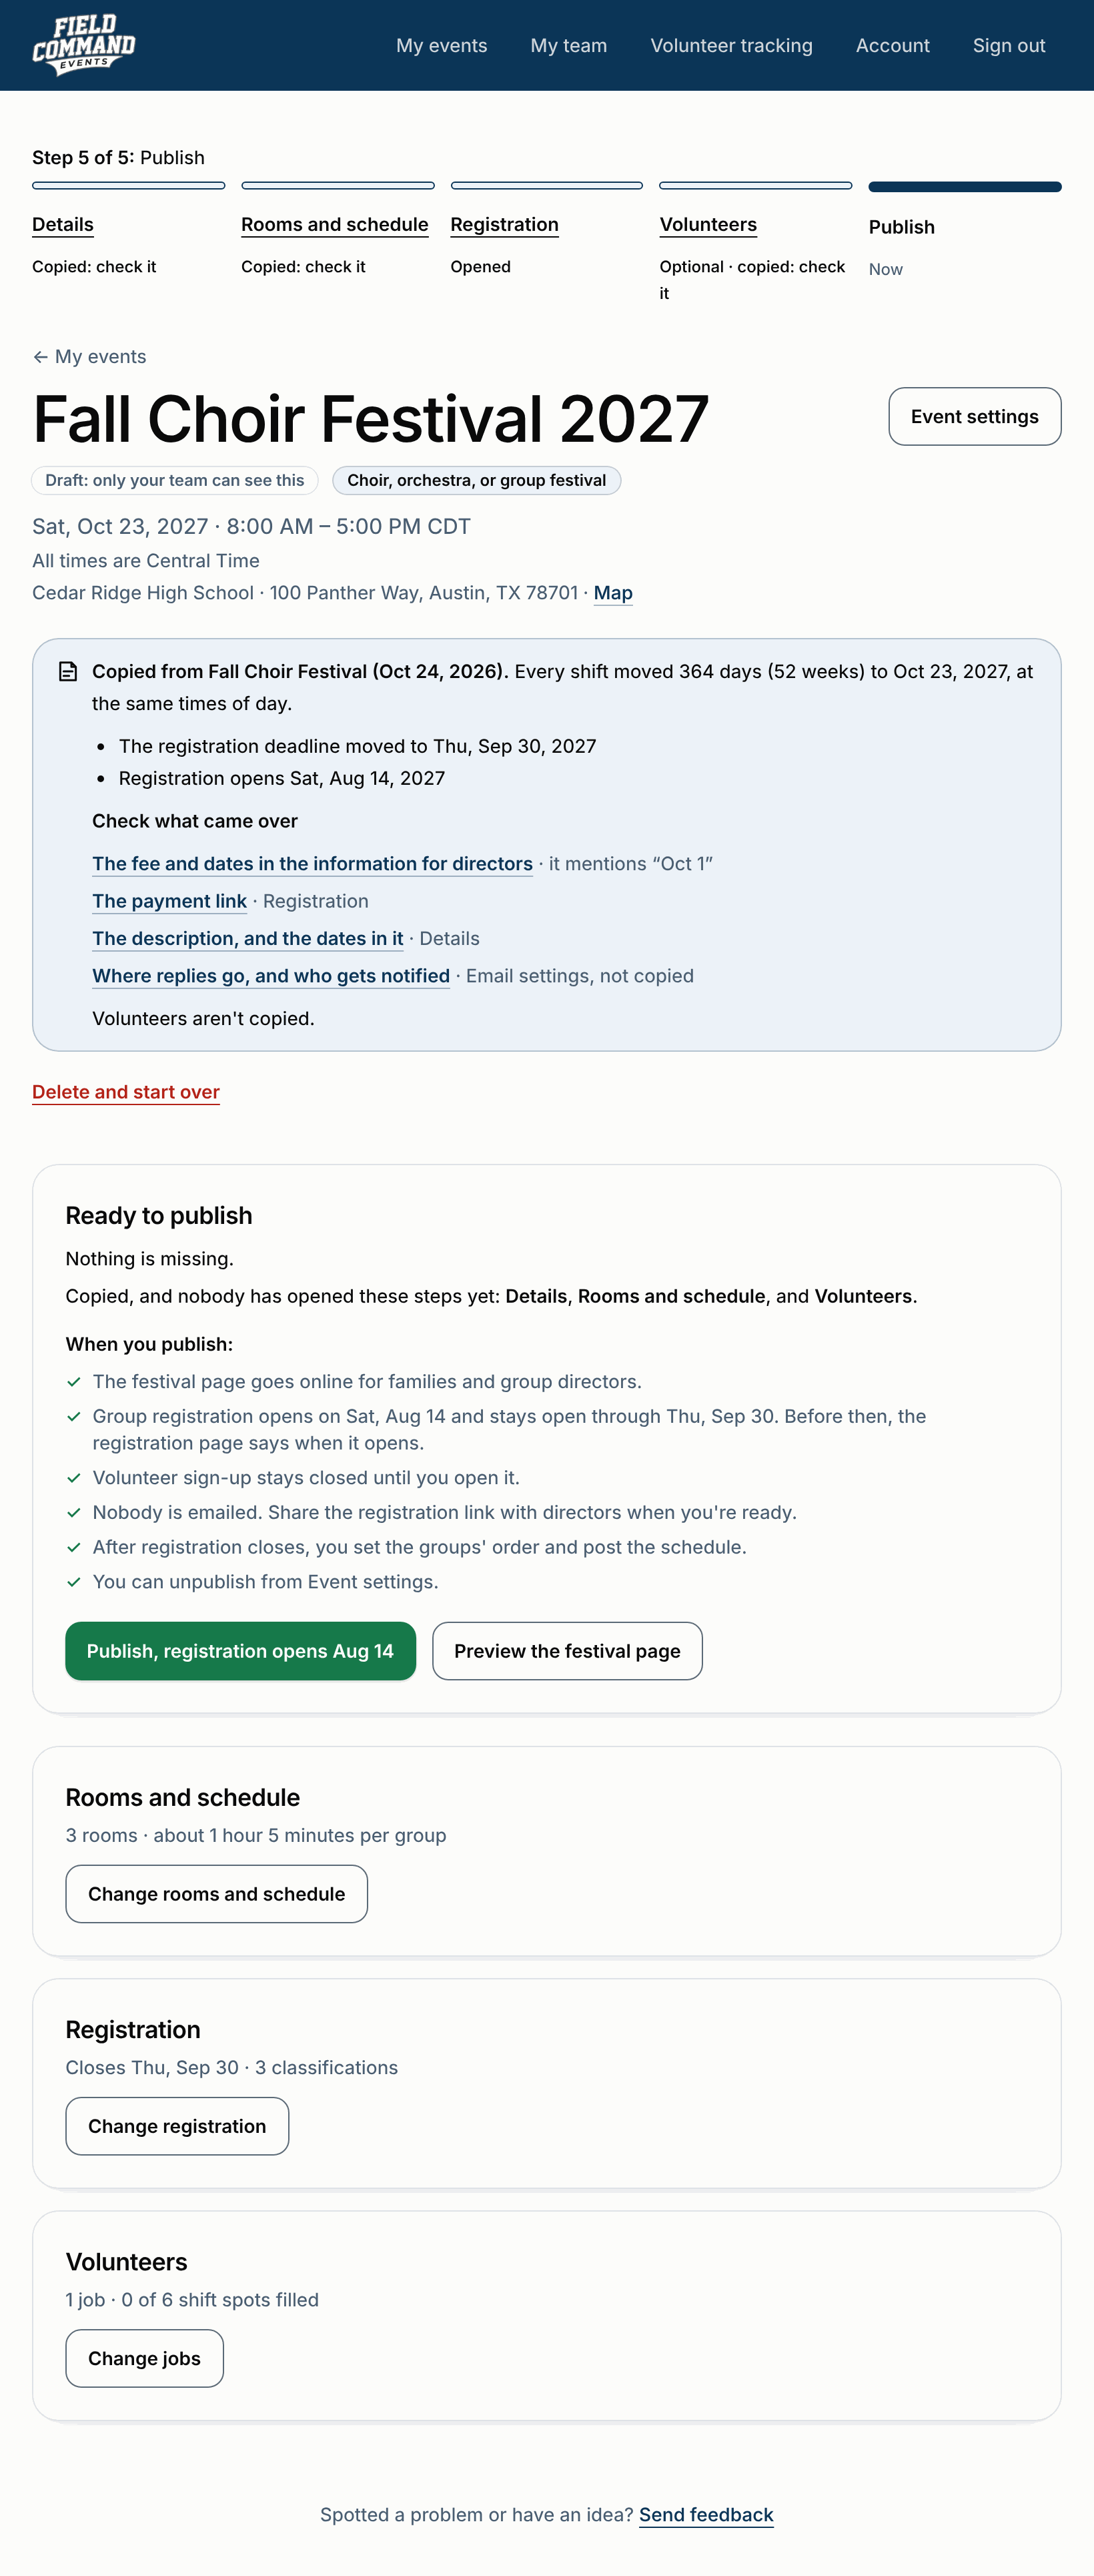 FIELD
COMMAND
EVENTS
My events
My team
Volunteer tracking
Account
Sign out
Step 5 of 5: Publish
Details
Copied: check it
Rooms and schedule
Copied: check it
Registration
Opened
Volunteers
Optional · copied: check
it
Publish
Now
← My events
Fall Choir Festival 2027
Event settings
Draft: only your team can see this
Choir, orchestra, or group festival
Sat, Oct 23, 2027 · 8:00 AM – 5:00 PM CDT
All times are Central Time
Cedar Ridge High School · 100 Panther Way, Austin, TX 78701 · Map
Copied from Fall Choir Festival (Oct 24, 2026). Every shift moved 364 days (52 weeks) to Oct 23, 2027, at
the same times of day.
• The registration deadline moved to Thu, Sep 30, 2027
• Registration opens Sat, Aug 14, 2027
Check what came over
The fee and dates in the information for directors · it mentions “Oct 1”
The payment link · Registration
The description, and the dates in it · Details
Where replies go, and who gets notified · Email settings, not copied
Volunteers aren't copied.
Delete and start over
Ready to publish
Nothing is missing.
Copied, and nobody has opened these steps yet: Details, Rooms and schedule, and Volunteers.
When you publish:
✓ The festival page goes online for families and group directors.
✓ Group registration opens on Sat, Aug 14 and stays open through Thu, Sep 30. Before then, the
registration page says when it opens.
✓ Volunteer sign-up stays closed until you open it.
✓ Nobody is emailed. Share the registration link with directors when you're ready.
✓ After registration closes, you set the groups' order and post the schedule.
✓ You can unpublish from Event settings.
Publish, registration opens Aug 14
Preview the festival page
Rooms and schedule
3 rooms · about 1 hour 5 minutes per group
Change rooms and schedule
Registration
Closes Thu, Sep 30 · 3 classifications
Change registration
Volunteers
1 job · 0 of 6 shift spots filled
Change jobs
Spotted a problem or have an idea? Send feedback